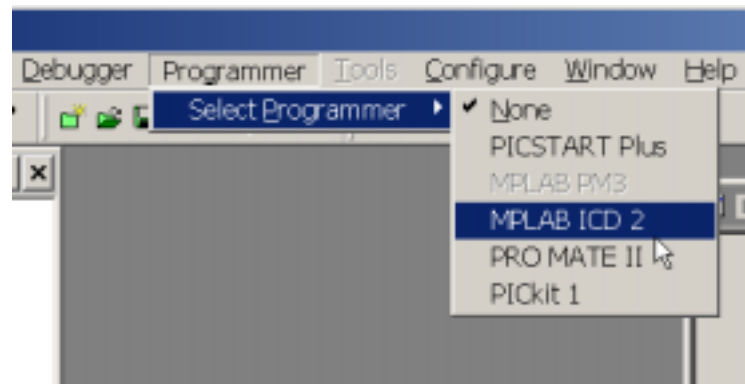 Debugger Programmer Tools Configure Window Help
Select Programmer
None
PICSTART Plus
MPLAB PM3
MPLAB ICD 2
PRO MATE II
PICkit 1